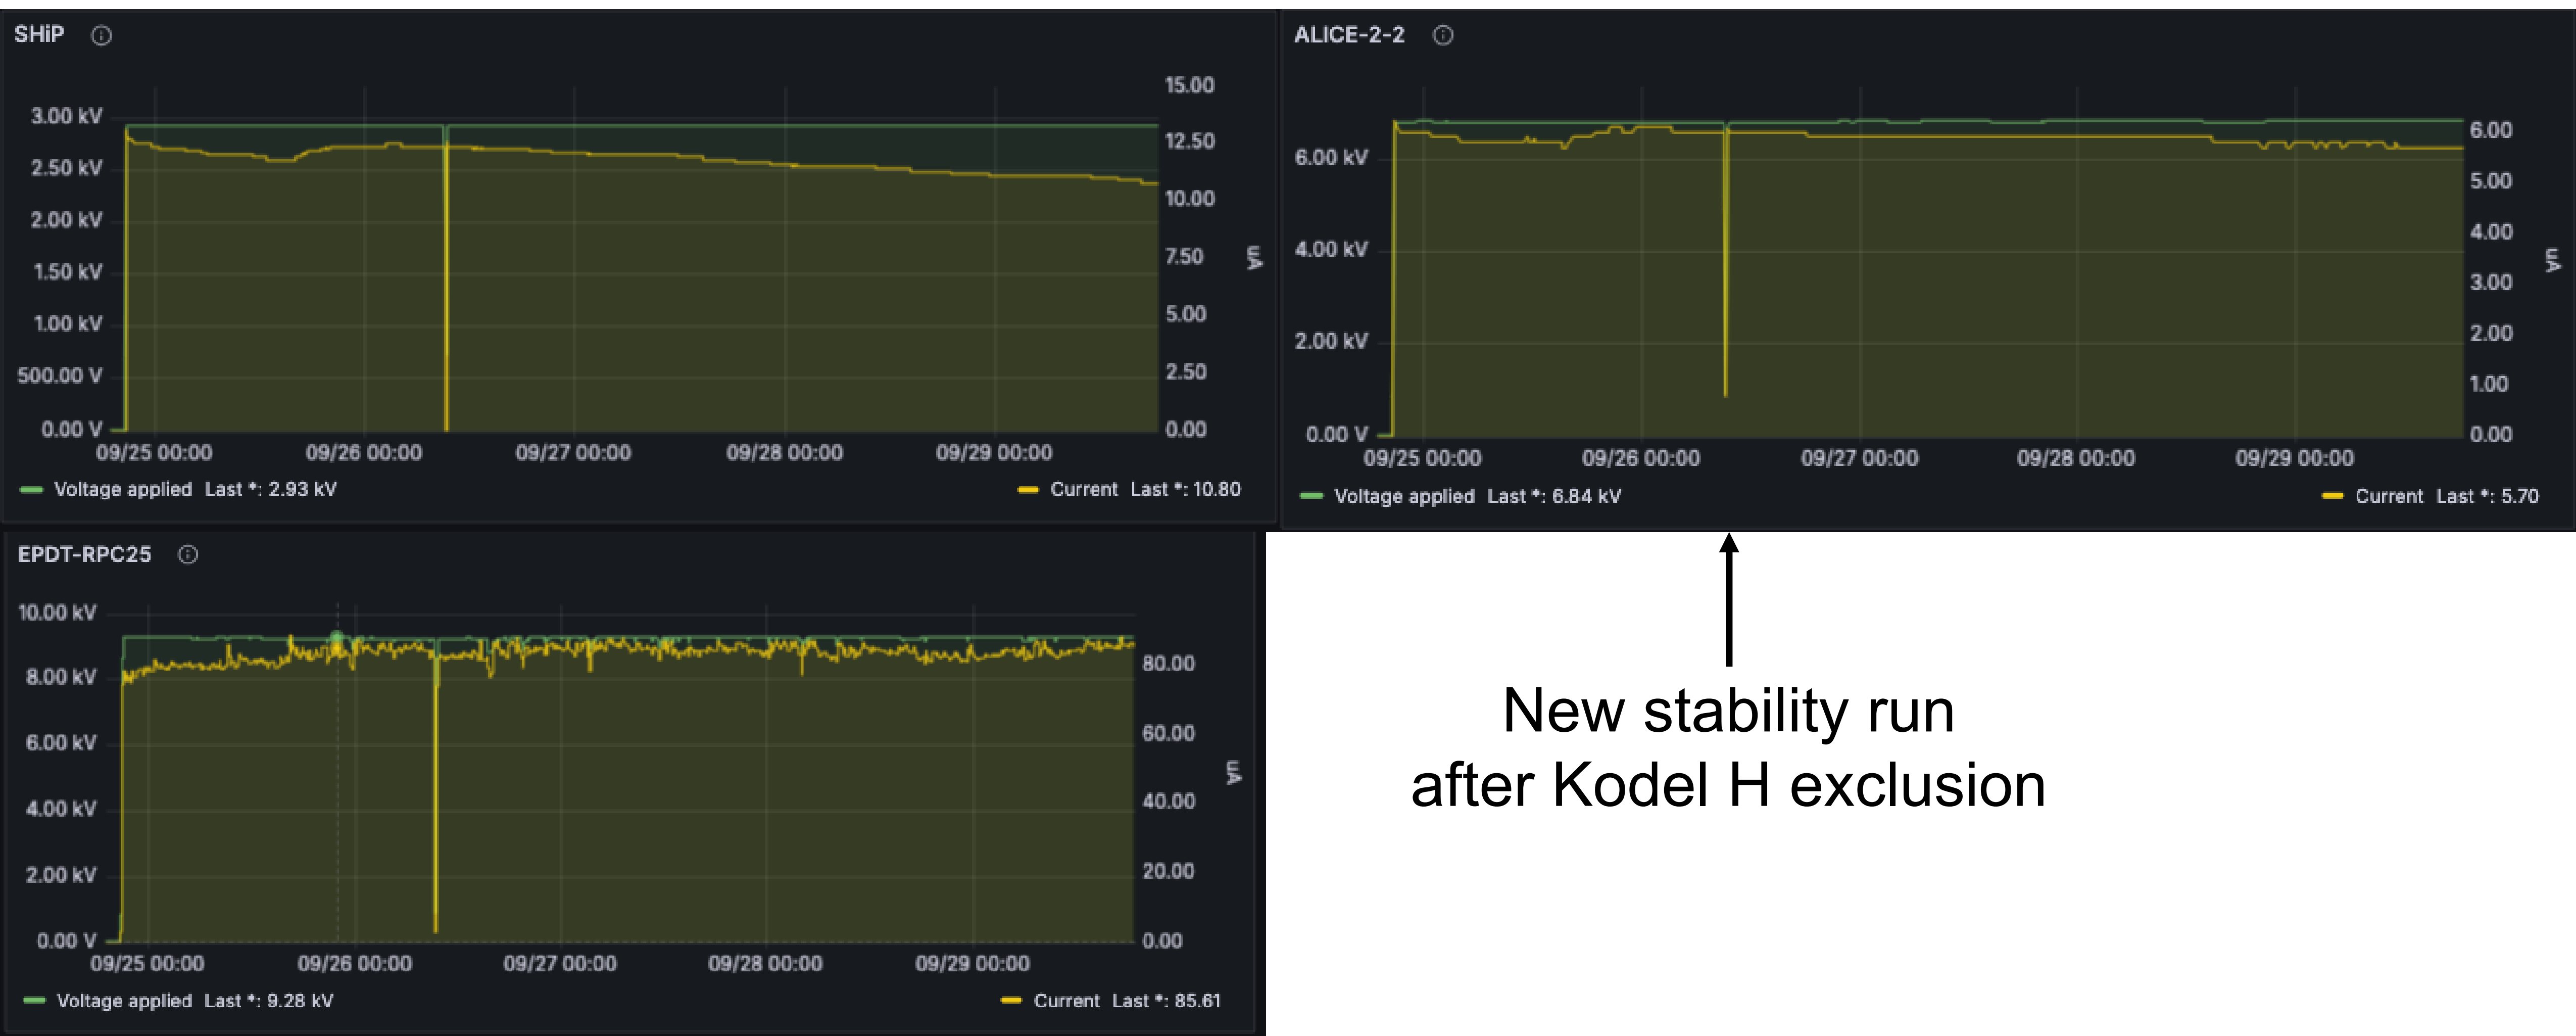 SHiP
15.00
3.00 kV
12.50
2.50 kV
10.00
2.00 kV
7.50
1.50 kV
uA
5.00
1.00 kV
2.50
500.00 V
0.00 V
0.00
09/25 00:00 09/26 00:00 09/27 00:00 09/28 00:00 09/29 00:00
Voltage applied Last *: 2.93 kV Current Last *: 10.80
ALICE-2-2
6.00
6.00 kV
5.00
4.00
4.00 kV
uA
3.00
2.00
2.00 kV
1.00
0.00 V
0.00
09/25 00:00 09/26 00:00 09/27 00:00 09/28 00:00 09/29 00:00
Voltage applied Last *: 6.84 kV Current Last *: 5.70
EPDT-RPC25
10.00 kV
80.00
8.00 kV
6.00 kV
60.00
uA
4.00 kV
40.00
2.00 kV
20.00
0.00 V
0.00
09/25 00:00 09/26 00:00 09/27 00:00 09/28 00:00 09/29 00:00
Voltage applied Last *: 9.28 kV Current Last *: 85.61
New stability run
after Kodel H exclusion